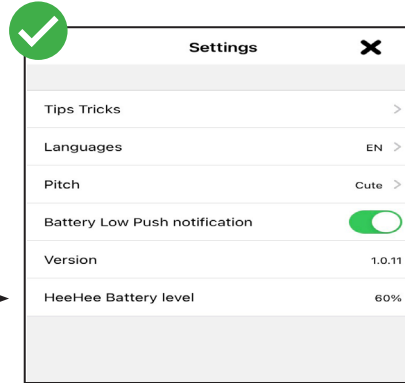 Settings
Tips Tricks
Languages EN
Pitch Cute
Battery Low Push notification
Version 1.0.11
HeeHee Battery level 60%